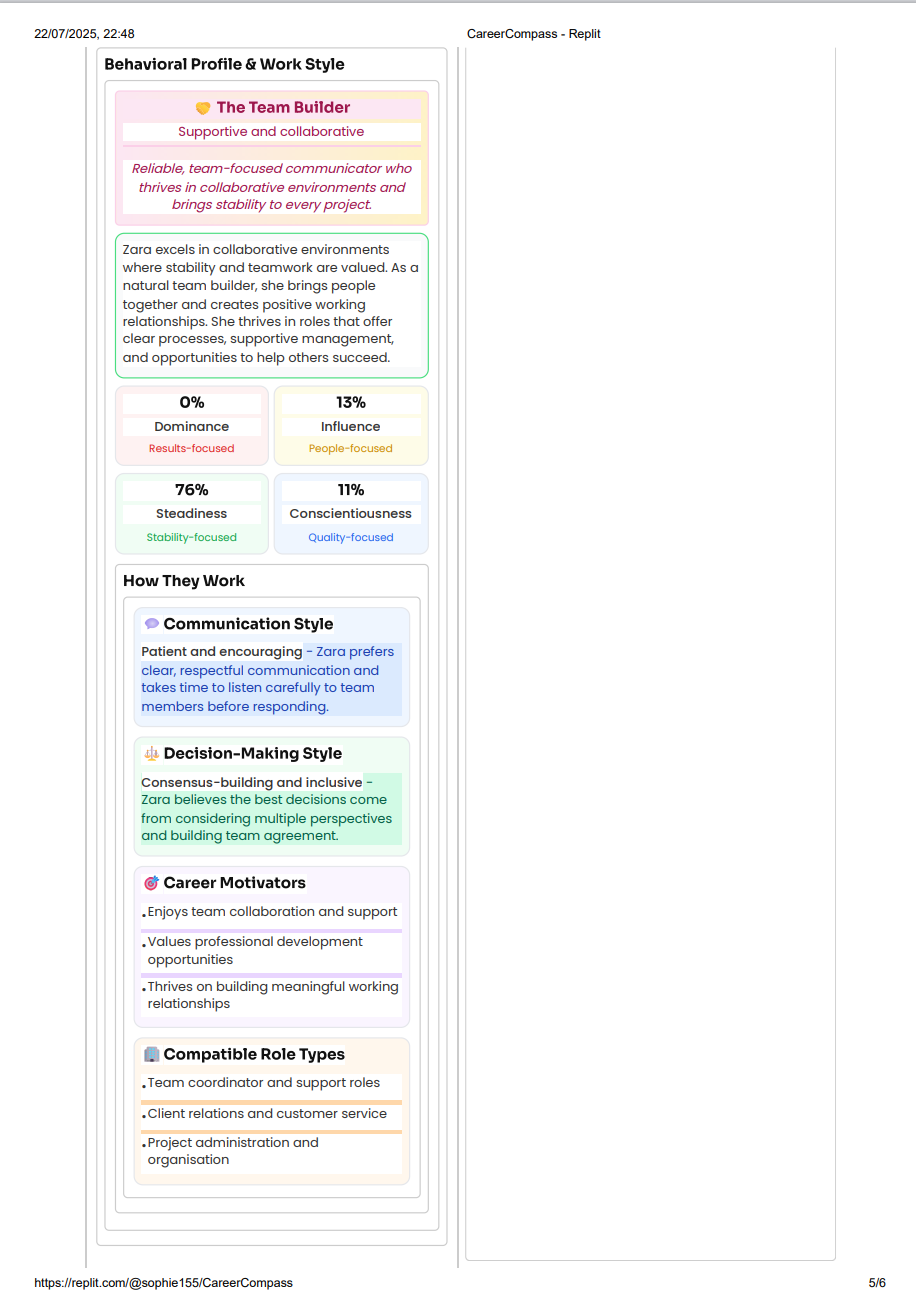 22/07/2025, 22:48
CareerCompass - Replit
Behavioral Profile & Work Style
🤝 The Team Builder
Supportive and collaborative
Reliable, team-focused communicator who
thrives in collaborative environments and
brings stability to every project.
Zara excels in collaborative environments
where stability and teamwork are valued. As a
natural team builder, she brings people
together and creates positive working
relationships. She thrives in roles that offer
clear processes, supportive management,
and opportunities to help others succeed.
0%
Dominance
Results-focused
13%
Influence
People-focused
76%
Steadiness
Stability-focused
11%
Conscientiousness
Quality-focused
How They Work
💬 Communication Style
Patient and encouraging - Zara prefers
clear, respectful communication and
takes time to listen carefully to team
members before responding.
⚖️ Decision-Making Style
Consensus-building and inclusive -
Zara believes the best decisions come
from considering multiple perspectives
and building team agreement.
🎯 Career Motivators
• Enjoys team collaboration and support
• Values professional development
opportunities
• Thrives on building meaningful working
relationships
🏢 Compatible Role Types
• Team coordinator and support roles
• Client relations and customer service
• Project administration and
organisation
https://replit.com/@sophie155/CareerCompass
5/6